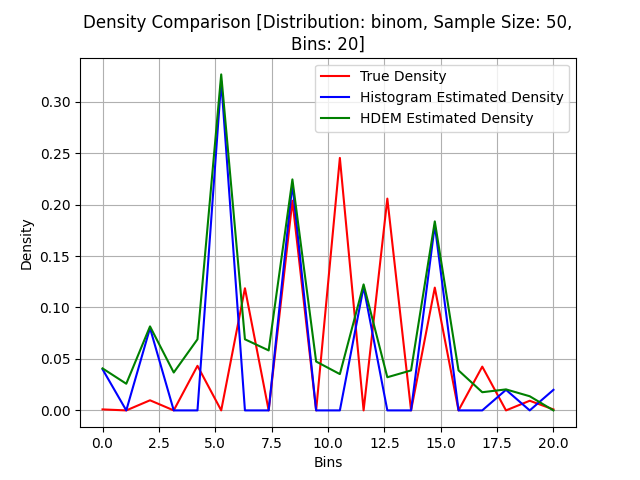 Density Comparison [Distribution: binom, Sample Size: 50,
Bins: 20]
True Density
Histogram Estimated Density
HDEM Estimated Density
Density
0.30
0.25
0.20
0.15
0.10
0.05
0.00
0.0 2.5 5.0 7.5 10.0 12.5 15.0 17.5 20.0
Bins